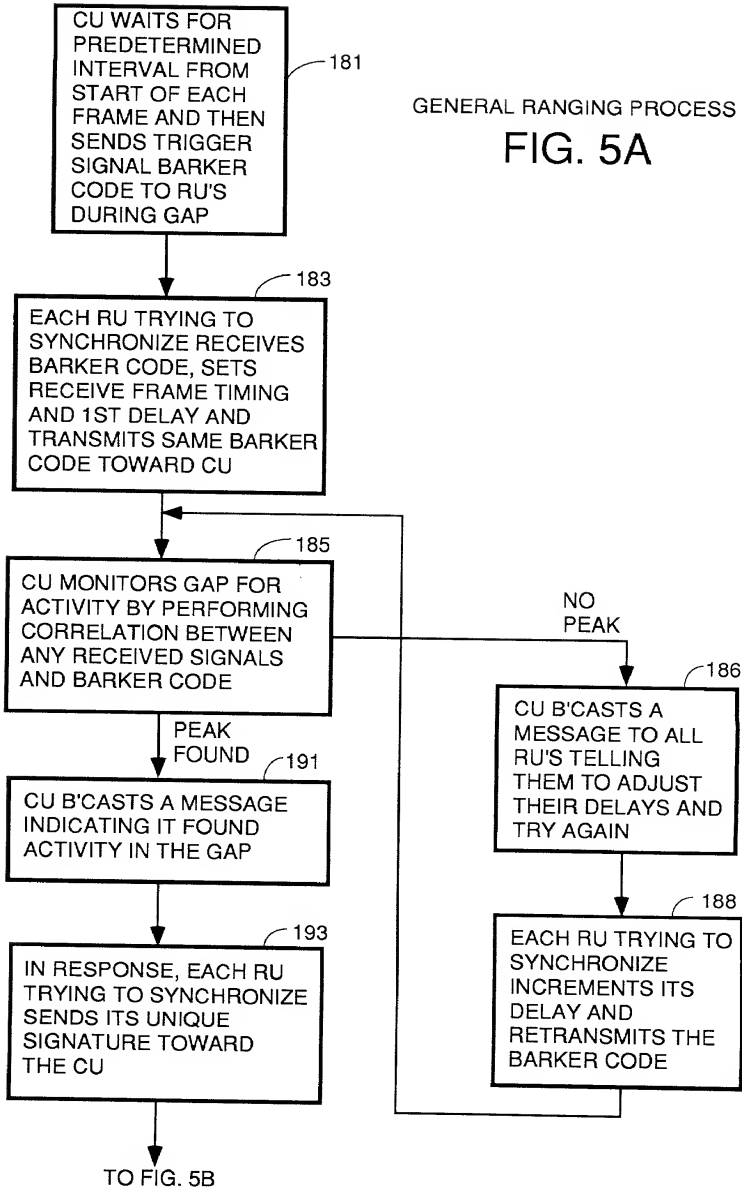 CU WAITS FOR
PREDETERMINED
INTERVAL FROM
START OF EACH
FRAME AND THEN
SENDS TRIGGER
SIGNAL BARKER
CODE TO RU'S
DURING GAP
181
GENERAL RANGING PROCESS
FIG. 5A
183
EACH RU TRYING TO
SYNCHRONIZE RECEIVES
BARKER CODE, SETS
RECEIVE FRAME TIMING
AND 1ST DELAY AND
TRANSMITS SAME BARKER
CODE TOWARD CU
185
CU MONITORS GAP FOR
ACTIVITY BY PERFORMING
CORRELATION BETWEEN
ANY RECEIVED SIGNALS
AND BARKER CODE
NO
PEAK
186
CU B'CASTS A
MESSAGE TO ALL
RU'S TELLING
THEM TO ADJUST
THEIR DELAYS AND
TRY AGAIN
PEAK
FOUND
191
CU B'CASTS A MESSAGE
INDICATING IT FOUND
ACTIVITY IN THE GAP
188
EACH RU TRYING TO
SYNCHRONIZE
INCREMENTS ITS
DELAY AND
RETRANSMITS THE
BARKER CODE
193
IN RESPONSE, EACH RU
TRYING TO SYNCHRONIZE
SENDS ITS UNIQUE
SIGNATURE TOWARD
THE CU
TO FIG. 5B